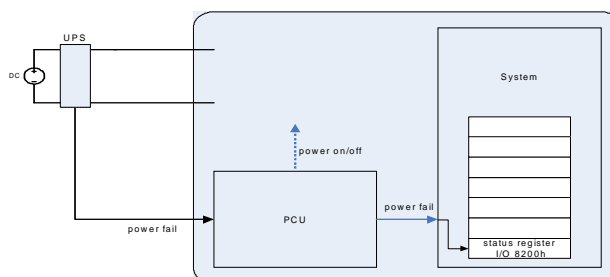 UPS
DC
System
power on/off
PCU
power fail
power fail
status register
I/O 8200h